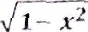 √1 - x²